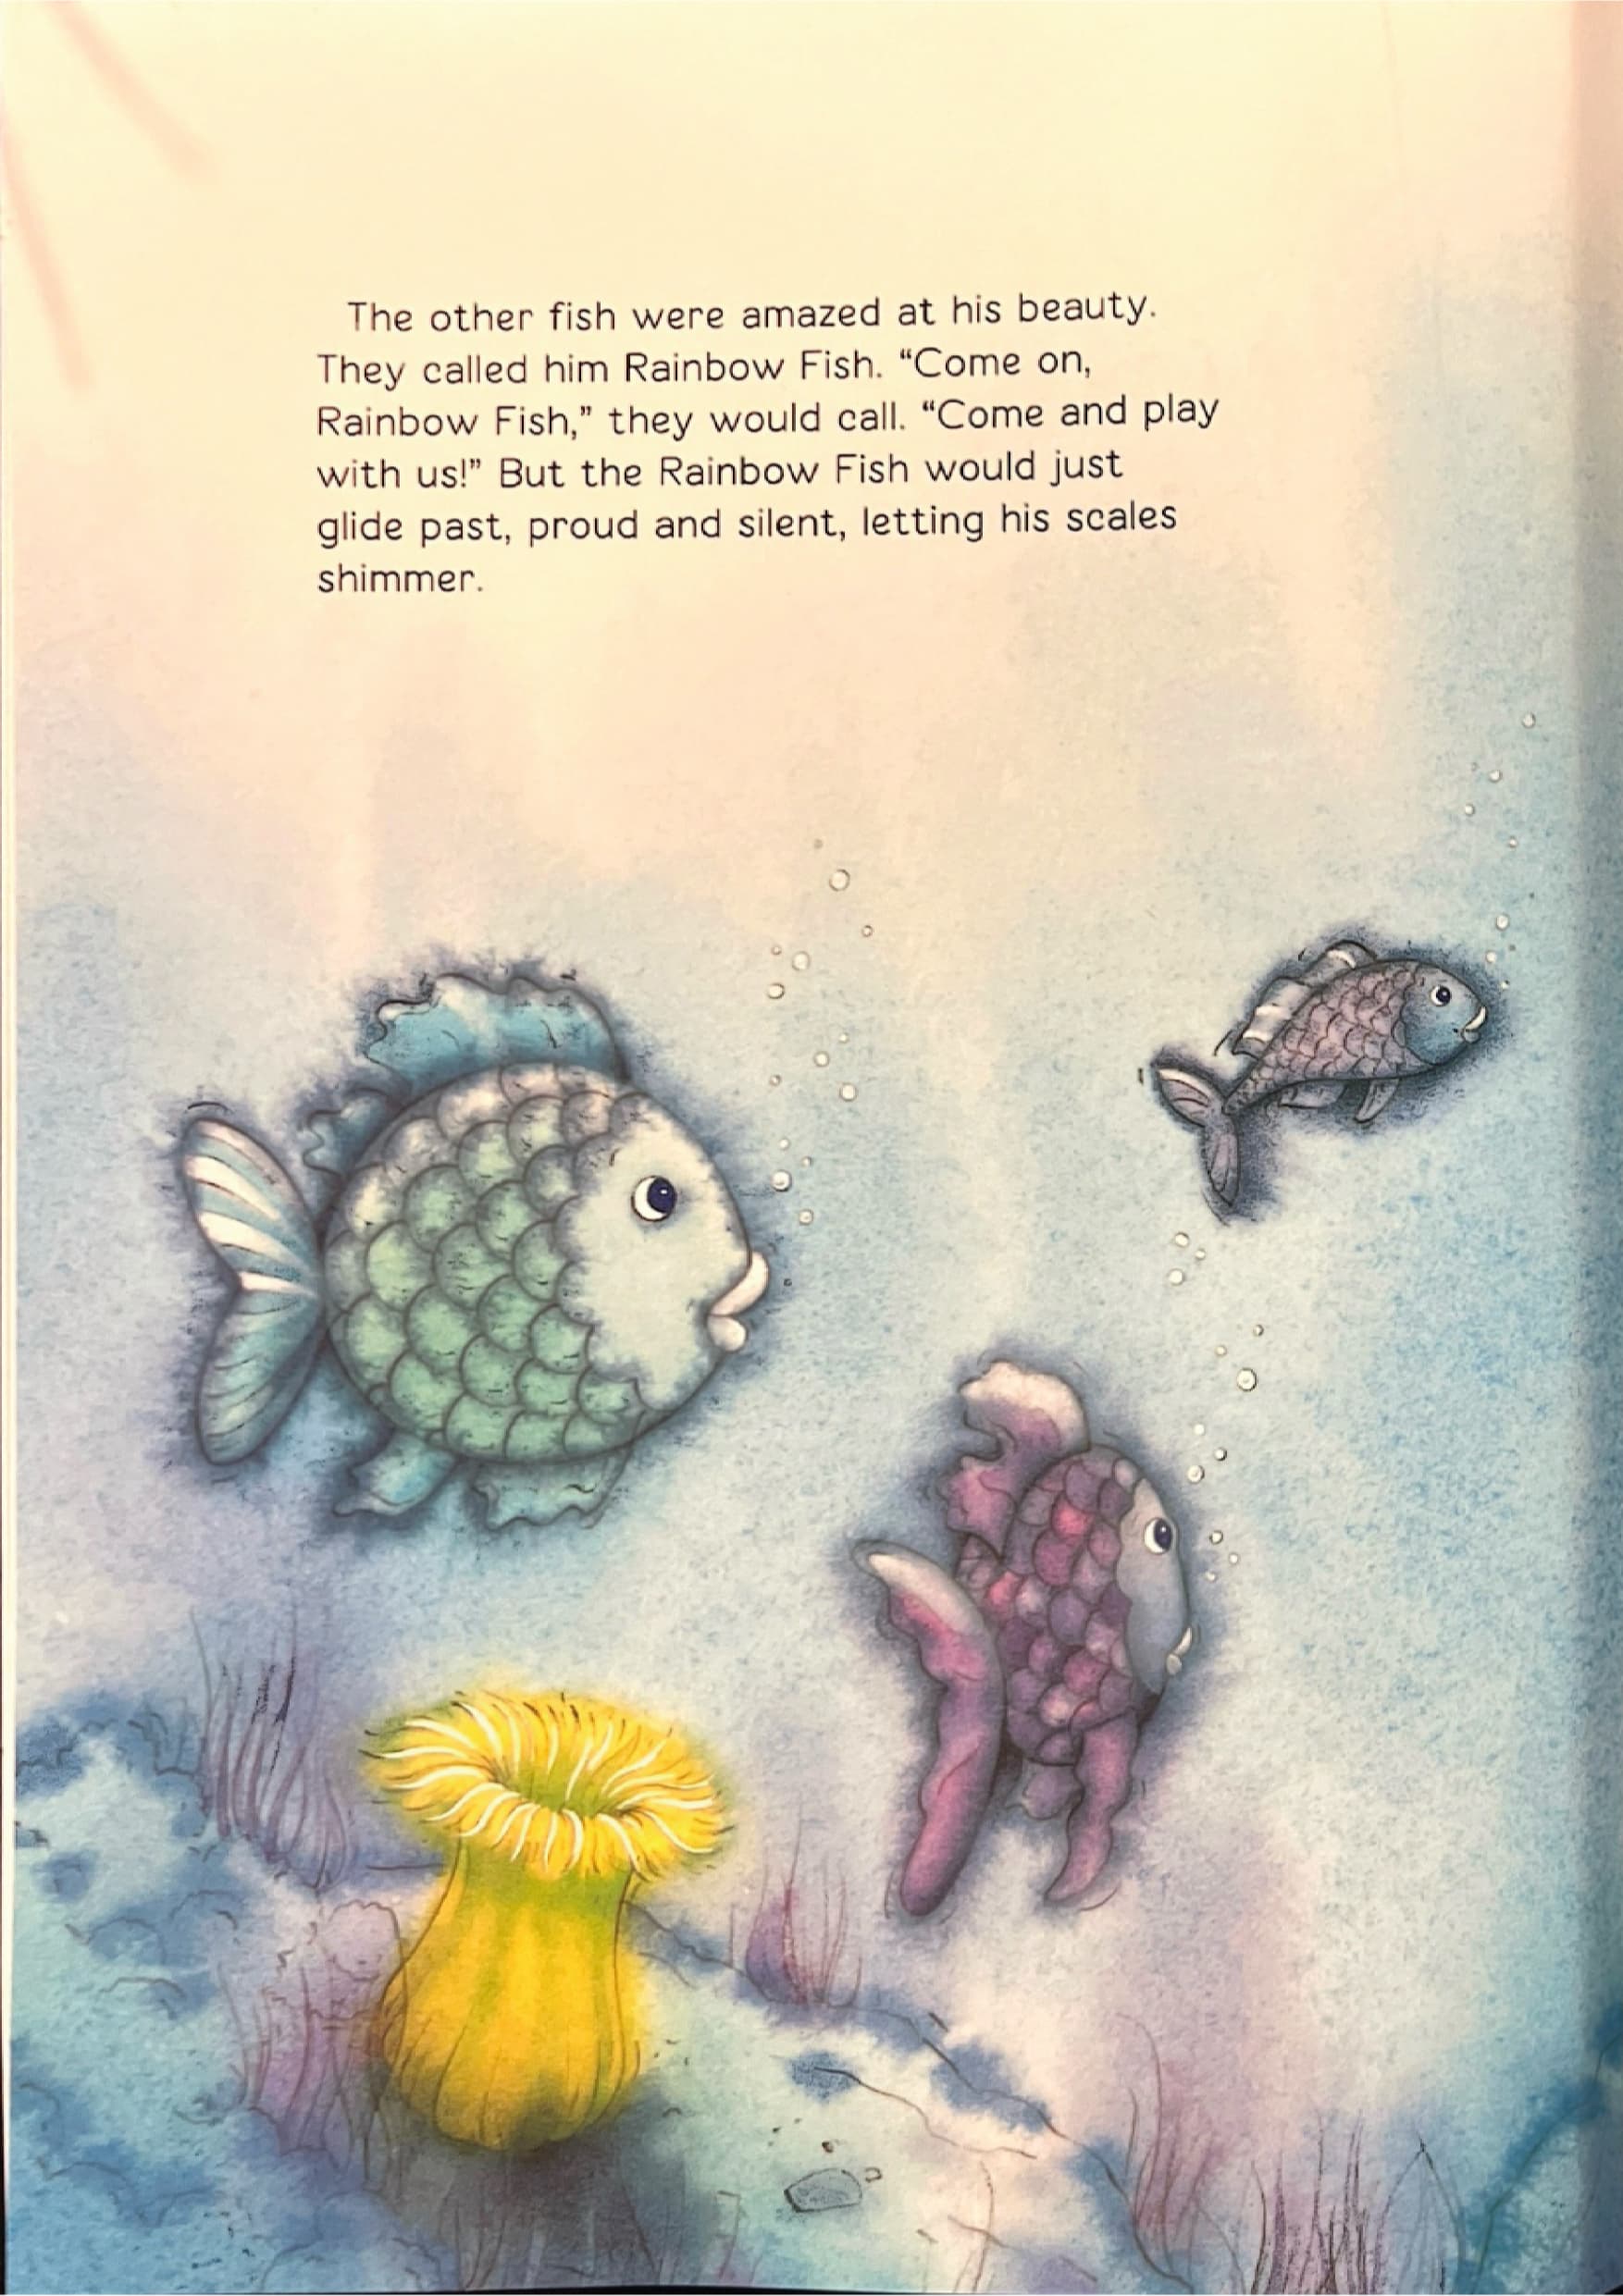 The other fish were amazed at his beauty.
They called him Rainbow Fish. “Come on,
Rainbow Fish,” they would call. “Come and play
with us!” But the Rainbow Fish would just
glide past, proud and silent, letting his scales
shimmer.